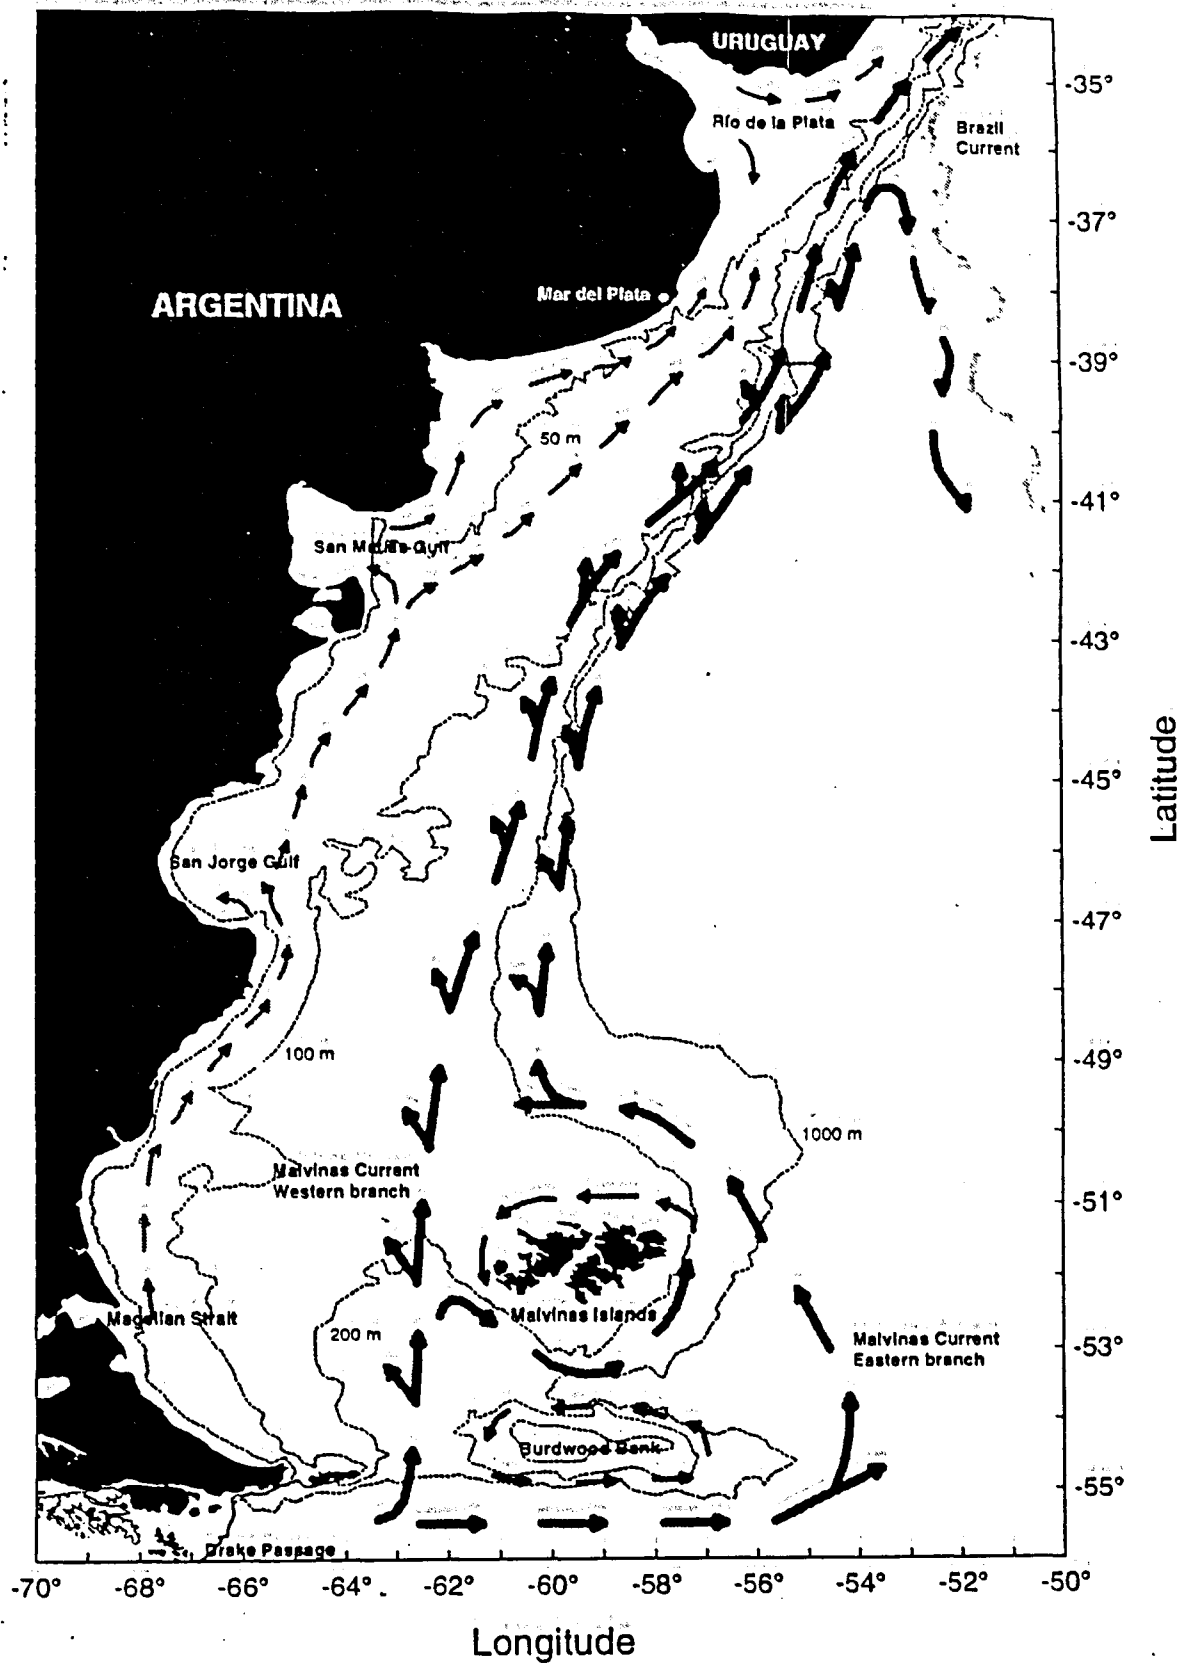 URUGUAY
-35°
Río de la Plata
Brazil
Current
-37°
Mar del Plata
ARGENTINA
-39°
50 m
-41°
San Matías Gulf
-43°
Latitude
-45°
San Jorge Gulf
-47°
100 m
-49°
1000 m
Malvinas Current
Western branch
-51°
Malvinas Islands
Magellan Strait
200 m
Malvinas Current
Eastern branch
-53°
Burdwood Bank
-55°
Drake Passage
-70° -68° -66° -64° -62° -60° -58° -56° -54° -52° -50°
Longitude